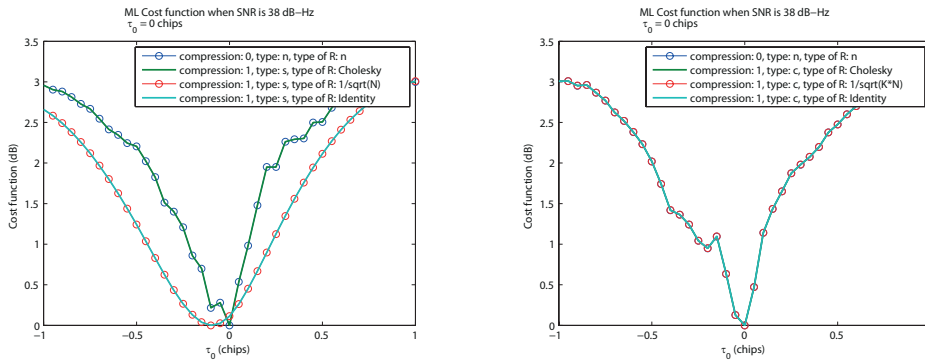 ML Cost function when SNR is 38 dB−Hz
τ0 = 0 chips
3.5
3
2.5
2
1.5
1
0.5
0
Cost function (dB)
compression: 0, type: n, type of R: n
compression: 1, type: s, type of R: Cholesky
compression: 1, type: s, type of R: 1/sqrt(N)
compression: 1, type: s, type of R: Identity
−1
−0.5
0
0.5
1
τ0 (chips)
ML Cost function when SNR is 38 dB−Hz
τ0 = 0 chips
3.5
3
2.5
2
1.5
1
0.5
0
Cost function (dB)
compression: 0, type: n, type of R: n
compression: 1, type: c, type of R: Cholesky
compression: 1, type: c, type of R: 1/sqrt(K*N)
compression: 1, type: c, type of R: Identity
−1
−0.5
0
0.5
τ0 (chips)